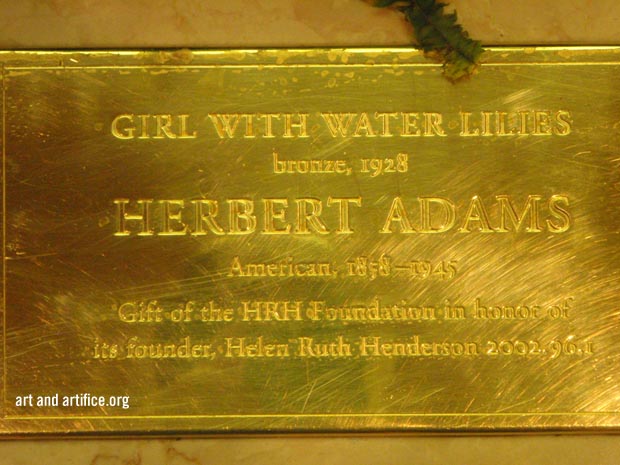 GIRL WITH WATER LILIES
bronze, 1928
HERBERT ADAMS
American, 1858–1945
Gift of the HRH Foundation in honor of
its founder, Helen Ruth Henderson 2002.96.1
art and artifice.org